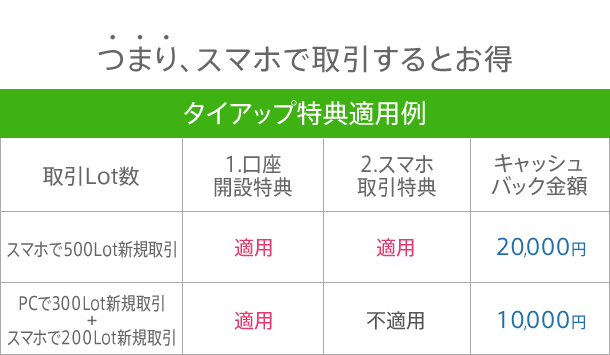 つまり、スマホで取引するとお得
タイアップ特典適用例
取引Lot数
1.口座
開設特典
2.スマホ
取引特典
キャッシュ
バック金額
スマホで500Lot新規取引
適用
適用
20,000円
PCで300Lot新規取引
+
スマホで200Lot新規取引
適用
不適用
10,000円